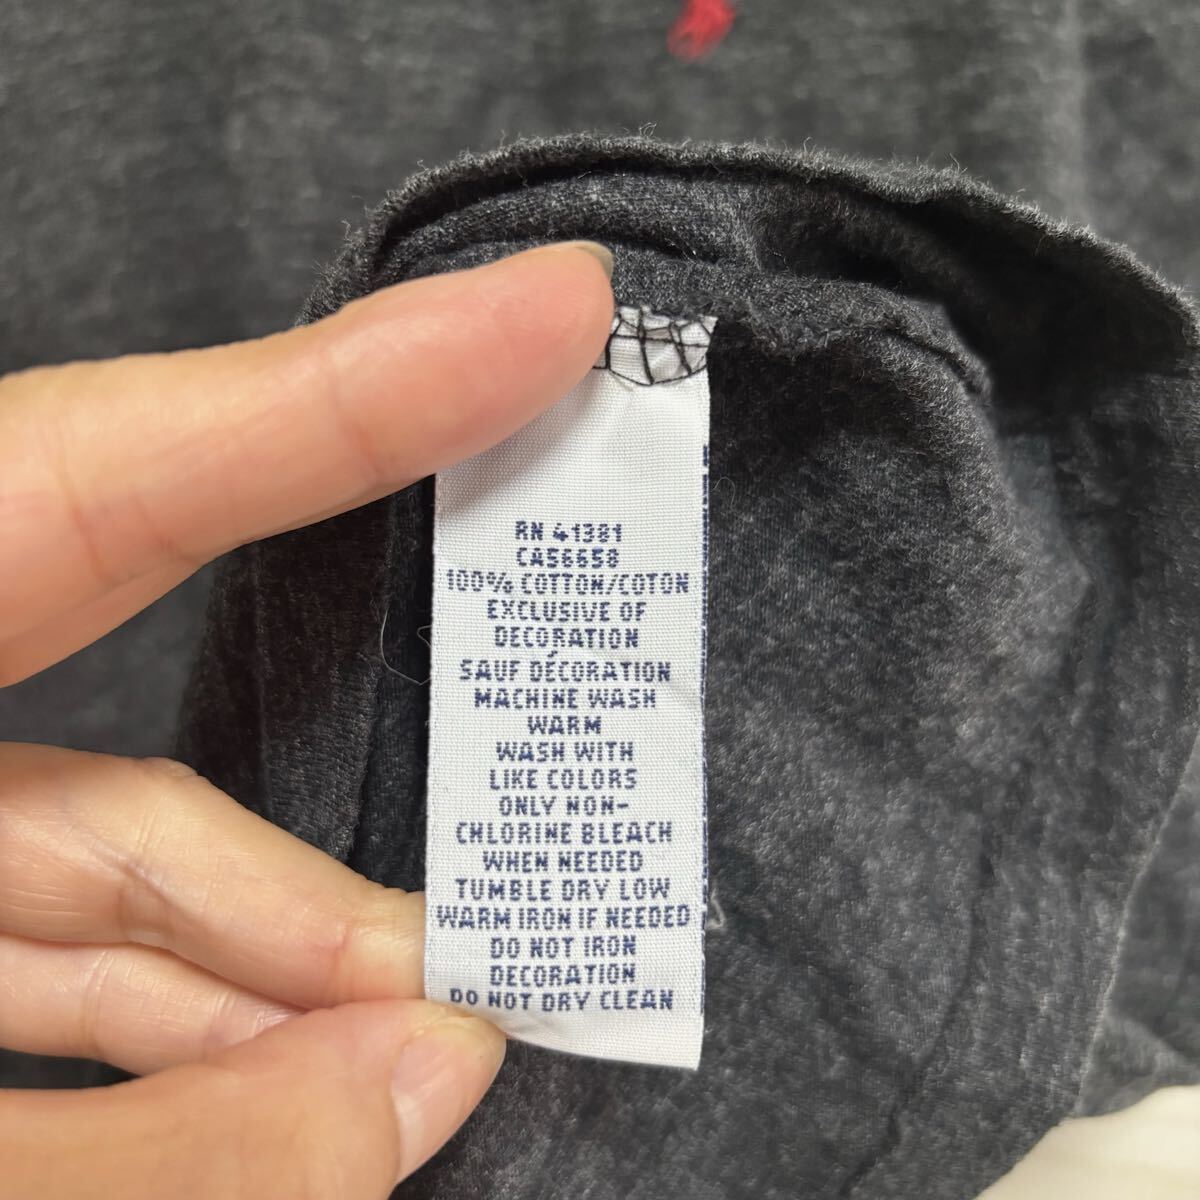 RN 41381
CA56658
100% COTTON/COTON
EXCLUSIVE OF
DECORATION
SAUF DÉCORATION
MACHINE WASH
WARM
WASH WITH
LIKE COLORS
ONLY NON-
CHLORINE BLEACH
WHEN NEEDED
TUMBLE DRY LOW
WARM IRON IF NEEDED
DO NOT IRON
DECORATION
DO NOT DRY CLEAN